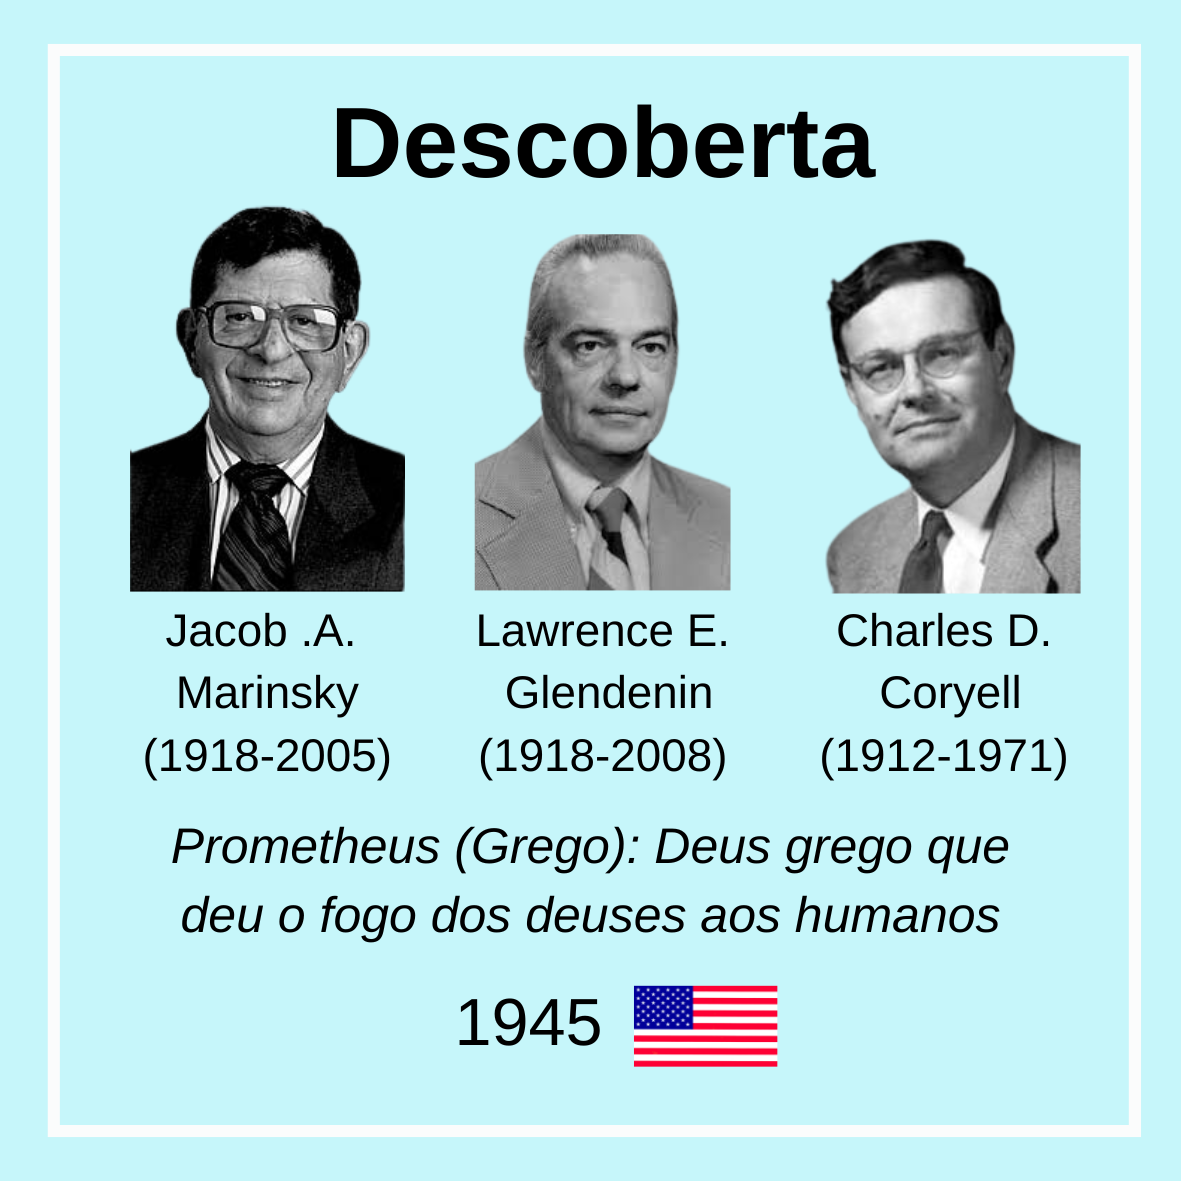 Descoberta
Jacob .A.
Marinsky
(1918-2005)
Lawrence E.
Glendenin
(1918-2008)
Charles D.
Coryell
(1912-1971)
Prometheus (Grego): Deus grego que
deu o fogo dos deuses aos humanos
1945